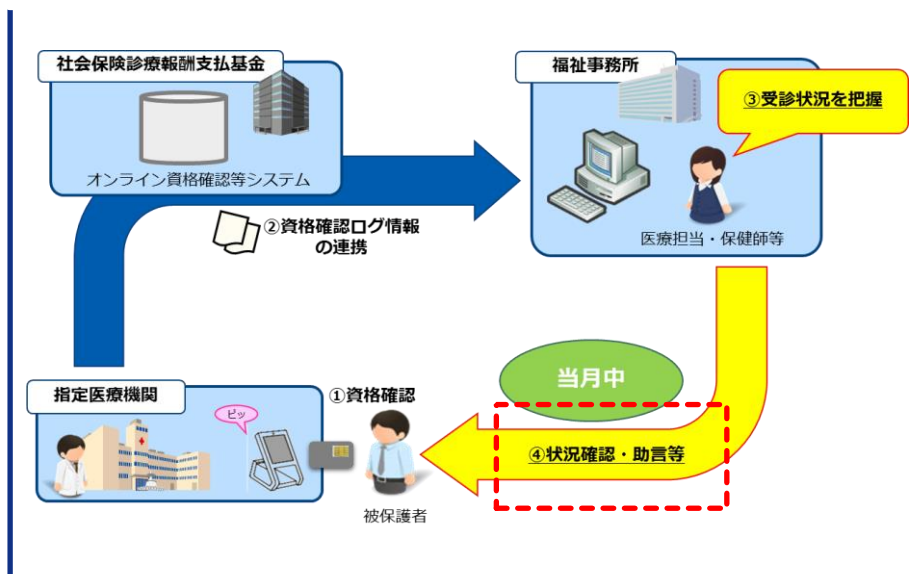 社会保険診療報酬支払基金
オンライン資格確認等システム
福祉事務所
③受診状況を把握
医療担当・保健師等
②資格確認ログ情報
の連携
当月中
指定医療機関
ピッ
①資格確認
④状況確認・助言等
被保護者